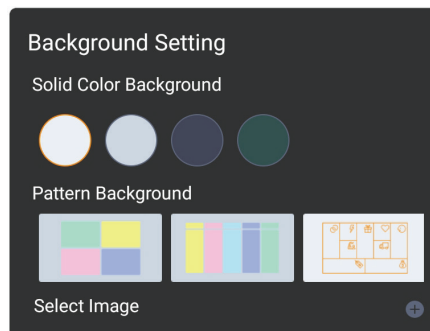 Background Setting
Solid Color Background
Pattern Background
Select Image